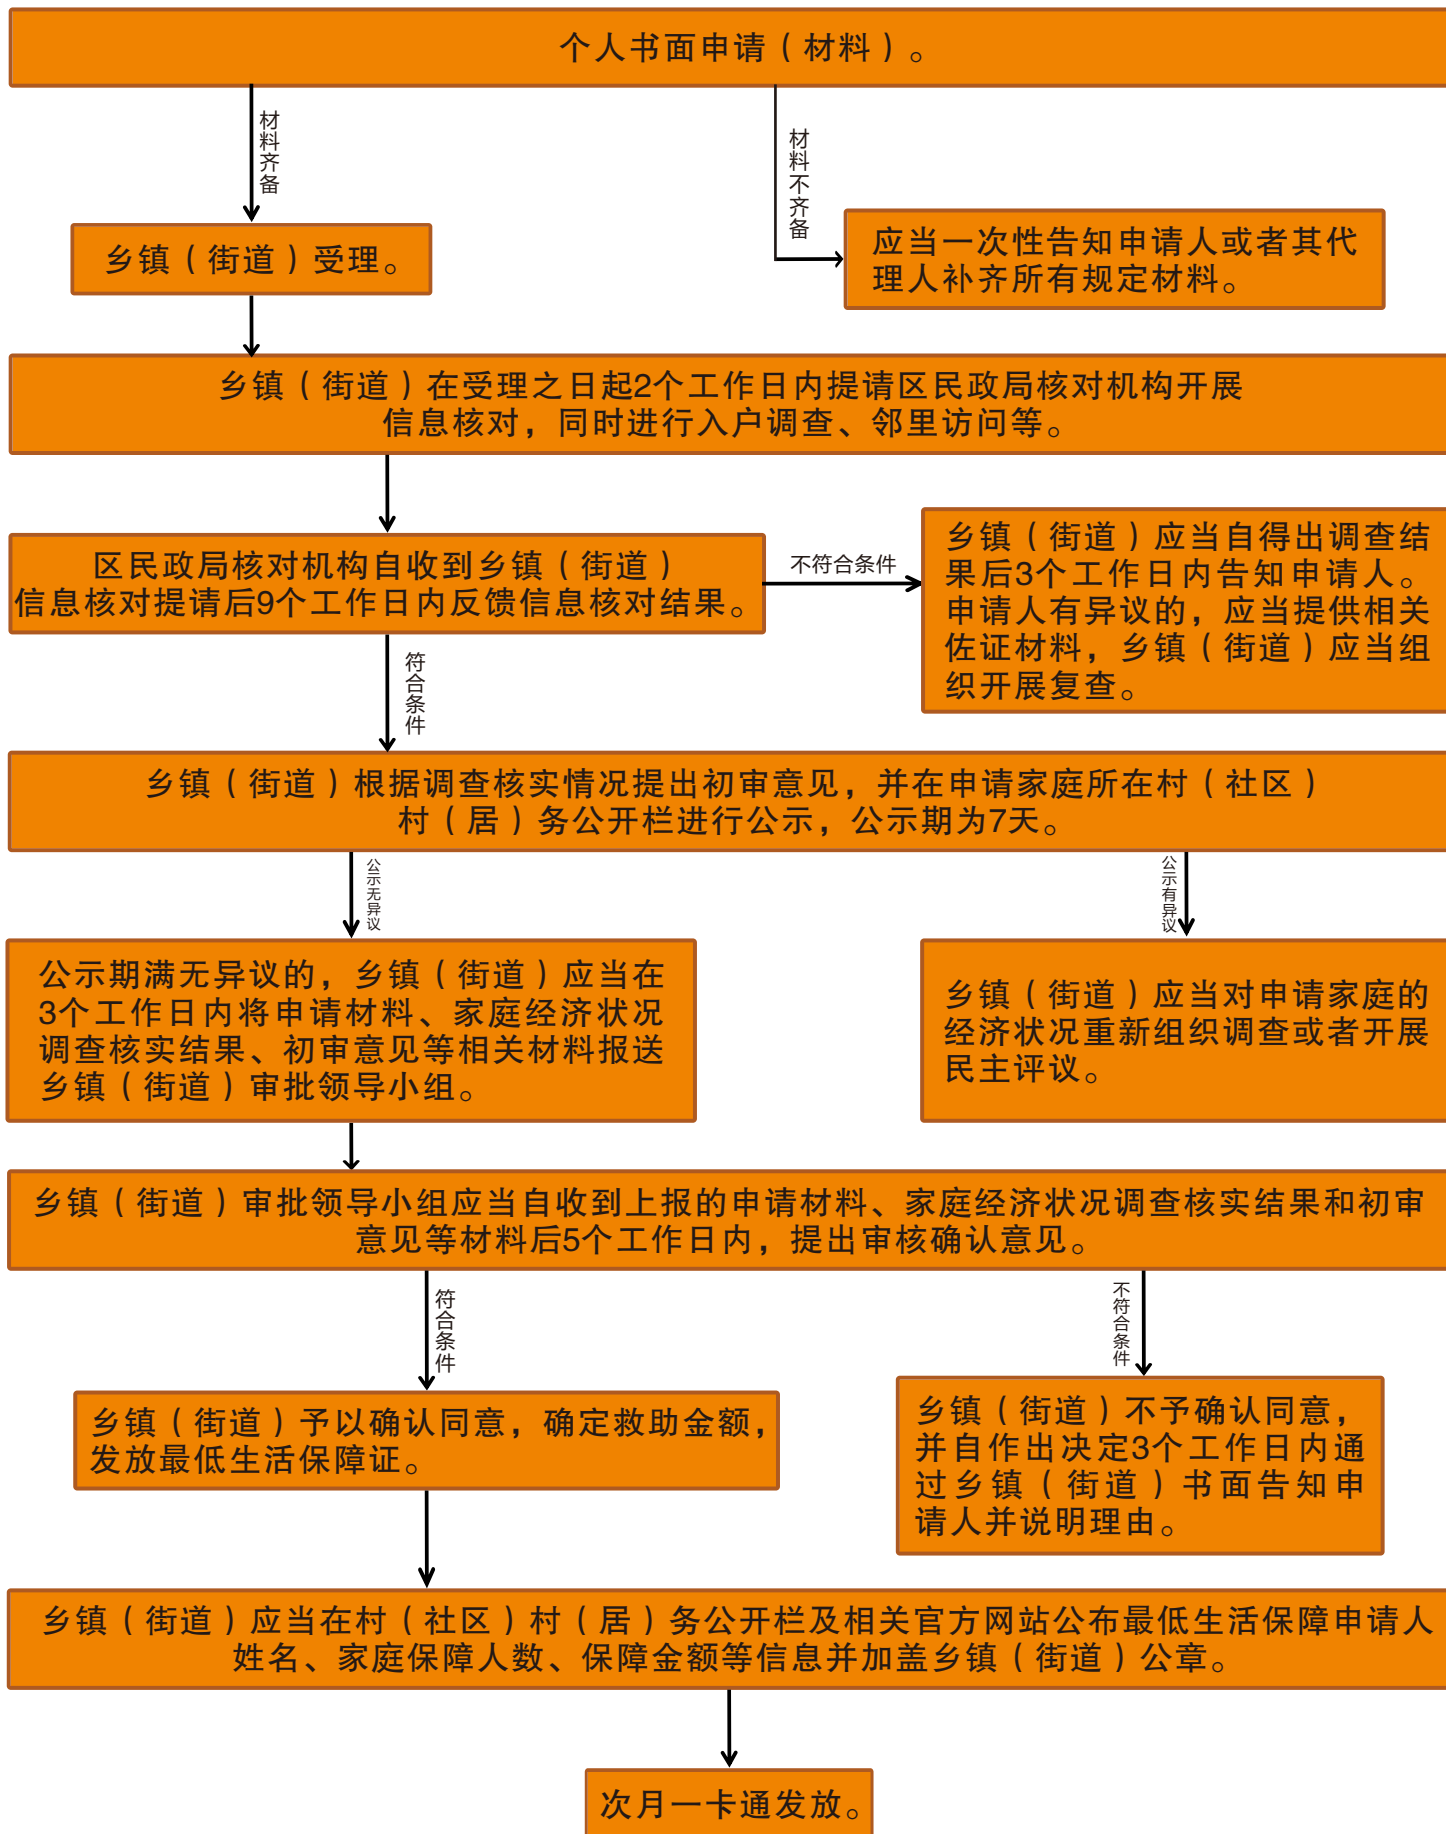 个人书面申请（材料）。
材料齐备
材料不齐备
乡镇（街道）受理。
应当一次性告知申请人或者其代
理人补齐所有规定材料。
乡镇（街道）在受理之日起2个工作日内提请区民政局核对机构开展
信息核对，同时进行入户调查、邻里访问等。
区民政局核对机构自收到乡镇（街道）
信息核对提请后9个工作日内反馈信息核对结果。
不符合条件
乡镇（街道）应当自得出调查结
果后3个工作日内告知申请人。
申请人有异议的，应当提供相关
佐证材料，乡镇（街道）应当组
织开展复查。
符合条件
乡镇（街道）根据调查核实情况提出初审意见，并在申请家庭所在村（社区）
村（居）务公开栏进行公示，公示期为7天。
公示无异议
公示有异议
公示期满无异议的，乡镇（街道）应当在
3个工作日内将申请材料、家庭经济状况
调查核实结果、初审意见等相关材料报送
乡镇（街道）审批领导小组。
乡镇（街道）应当对申请家庭的
经济状况重新组织调查或者开展
民主评议。
乡镇（街道）审批领导小组应当自收到上报的申请材料、家庭经济状况调查核实结果和初审
意见等材料后5个工作日内，提出审核确认意见。
符合条件
不符合条件
乡镇（街道）予以确认同意，确定救助金额，
发放最低生活保障证。
乡镇（街道）不予确认同意，
并自作出决定3个工作日内通
过乡镇（街道）书面告知申
请人并说明理由。
乡镇（街道）应当在村（社区）村（居）务公开栏及相关官方网站公布最低生活保障申请人
姓名、家庭保障人数、保障金额等信息并加盖乡镇（街道）公章。
次月一卡通发放。